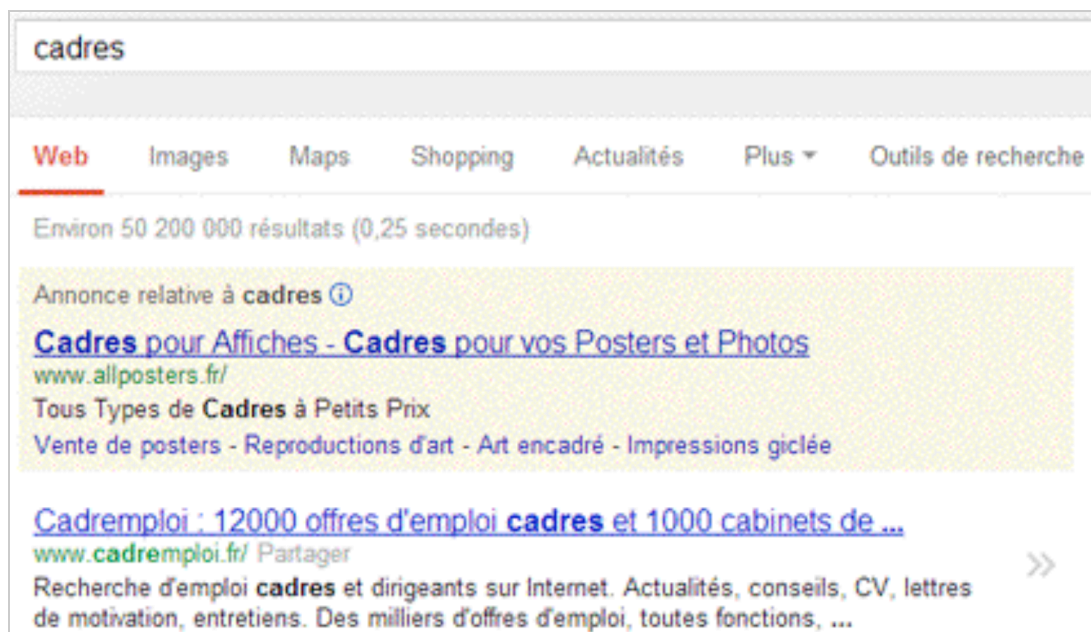 cadres
Web Images Maps Shopping Actualités Plus Outils de recherche
Environ 50 200 000 résultats (0,25 secondes)
Annonce relative à cadres
Cadres pour Affiches - Cadres pour vos Posters et Photos
www.allposters.fr/
Tous Types de Cadres à Petits Prix
Vente de posters - Reproductions d'art - Art encadré - Impressions giclée
Cadremploi : 12000 offres d'emploi cadres et 1000 cabinets de ...
www.cadremploi.fr/ Partager
Recherche d'emploi cadres et dirigeants sur Internet. Actualités, conseils, CV, lettres
de motivation, entretiens. Des milliers d'offres d'emploi, toutes fonctions, ...